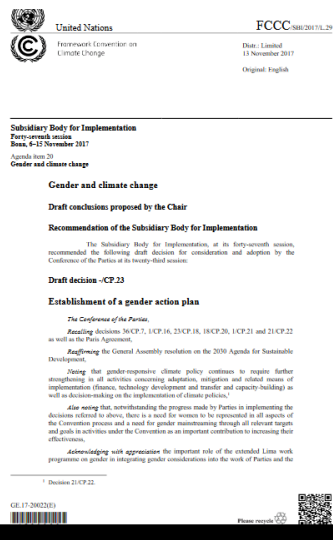 United Nations
FCCC/SBI/2017/L.29
Framework Convention on
Climate Change
Distr.: Limited
13 November 2017
Original: English
Subsidiary Body for Implementation
Forty-seventh session
Bonn, 6–15 November 2017
Agenda item 20
Gender and climate change
Gender and climate change
Draft conclusions proposed by the Chair
Recommendation of the Subsidiary Body for Implementation
The Subsidiary Body for Implementation, at its forty-seventh session,
recommended the following draft decision for consideration and adoption by the
Conference of the Parties at its twenty-third session:
Draft decision -/CP.23
Establishment of a gender action plan
The Conference of the Parties,
Recalling decisions 36/CP.7, 1/CP.16, 23/CP.18, 18/CP.20, 1/CP.21 and 21/CP.22
as well as the Paris Agreement,
Reaffirming the General Assembly resolution on the 2030 Agenda for Sustainable
Development,
Noting that gender-responsive climate policy continues to require further
strengthening in all activities concerning adaptation, mitigation and related means of
implementation (finance, technology development and transfer and capacity-building) as
well as decision-making on the implementation of climate policies,¹
Also noting that, notwithstanding the progress made by Parties in implementing the
decisions referred to above, there is a need for women to be represented in all aspects of
the Convention process and a need for gender mainstreaming through all relevant targets
and goals in activities under the Convention as an important contribution to increasing their
effectiveness,
Acknowledging with appreciation the important role of the extended Lima work
programme on gender in integrating gender considerations into the work of Parties and the
¹ Decision 21/CP.22.
GE.17-20022(E)
Please recycle